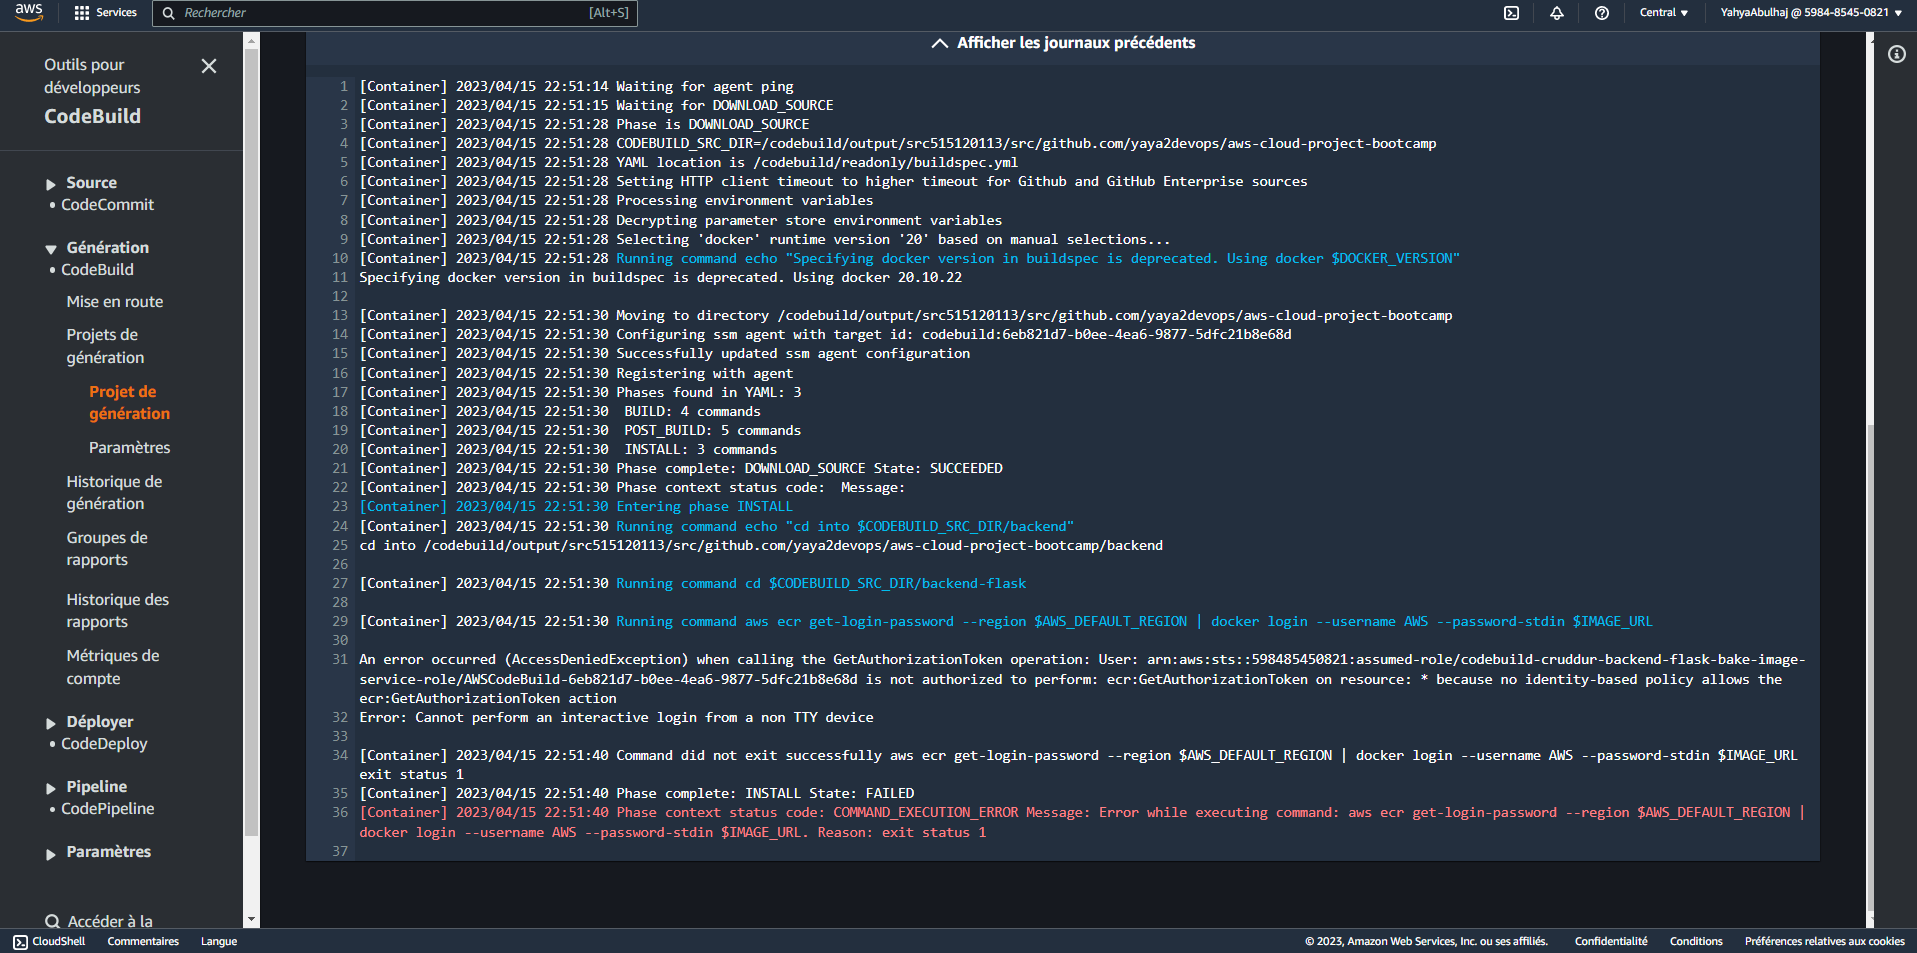 aws
Services
Rechercher
[Alt+S]
Central ▼
YahyaAbulhaj @ 5984-8545-0821 ▼
Outils pour
développeurs
CodeBuild
Source
• CodeCommit
Génération
• CodeBuild
Mise en route
Projets de
génération
Projet de
génération
Paramètres
Historique de
génération
Groupes de
rapports
Historique des
rapports
Métriques de
compte
Déployer
• CodeDeploy
Pipeline
• CodePipeline
Paramètres
Accéder à la
Afficher les journaux précédents
1 [Container] 2023/04/15 22:51:14 Waiting for agent ping
2 [Container] 2023/04/15 22:51:15 Waiting for DOWNLOAD_SOURCE
3 [Container] 2023/04/15 22:51:28 Phase is DOWNLOAD_SOURCE
4 [Container] 2023/04/15 22:51:28 CODEBUILD_SRC_DIR=/codebuild/output/src515120113/src/github.com/yaya2devops/aws-cloud-project-bootcamp
5 [Container] 2023/04/15 22:51:28 YAML location is /codebuild/readonly/buildspec.yml
6 [Container] 2023/04/15 22:51:28 Setting HTTP client timeout to higher timeout for Github and GitHub Enterprise sources
7 [Container] 2023/04/15 22:51:28 Processing environment variables
8 [Container] 2023/04/15 22:51:28 Decrypting parameter store environment variables
9 [Container] 2023/04/15 22:51:28 Selecting 'docker' runtime version '20' based on manual selections...
10 [Container] 2023/04/15 22:51:28 Running command echo "Specifying docker version in buildspec is deprecated. Using docker $DOCKER_VERSION"
11 Specifying docker version in buildspec is deprecated. Using docker 20.10.22
12
13 [Container] 2023/04/15 22:51:30 Moving to directory /codebuild/output/src515120113/src/github.com/yaya2devops/aws-cloud-project-bootcamp
14 [Container] 2023/04/15 22:51:30 Configuring ssm agent with target id: codebuild:6eb821d7-b0ee-4ea6-9877-5dfc21b8e68d
15 [Container] 2023/04/15 22:51:30 Successfully updated ssm agent configuration
16 [Container] 2023/04/15 22:51:30 Registering with agent
17 [Container] 2023/04/15 22:51:30 Phases found in YAML: 3
18 [Container] 2023/04/15 22:51:30  BUILD: 4 commands
19 [Container] 2023/04/15 22:51:30  POST_BUILD: 5 commands
20 [Container] 2023/04/15 22:51:30  INSTALL: 3 commands
21 [Container] 2023/04/15 22:51:30 Phase complete: DOWNLOAD_SOURCE State: SUCCEEDED
22 [Container] 2023/04/15 22:51:30 Phase context status code:  Message:
23 [Container] 2023/04/15 22:51:30 Entering phase INSTALL
24 [Container] 2023/04/15 22:51:30 Running command echo "cd into $CODEBUILD_SRC_DIR/backend"
25 cd into /codebuild/output/src515120113/src/github.com/yaya2devops/aws-cloud-project-bootcamp/backend
26
27 [Container] 2023/04/15 22:51:30 Running command cd $CODEBUILD_SRC_DIR/backend-flask
28
29 [Container] 2023/04/15 22:51:30 Running command aws ecr get-login-password --region $AWS_DEFAULT_REGION | docker login --username AWS --password-stdin $IMAGE_URL
30
31 An error occurred (AccessDeniedException) when calling the GetAuthorizationToken operation: User: arn:aws:sts::598485450821:assumed-role/codebuild-cruddur-backend-flask-bake-image-
service-role/AWSCodeBuild-6eb821d7-b0ee-4ea6-9877-5dfc21b8e68d is not authorized to perform: ecr:GetAuthorizationToken on resource: * because no identity-based policy allows the
ecr:GetAuthorizationToken action
32 Error: Cannot perform an interactive login from a non TTY device
33
34 [Container] 2023/04/15 22:51:40 Command did not exit successfully aws ecr get-login-password --region $AWS_DEFAULT_REGION | docker login --username AWS --password-stdin $IMAGE_URL
exit status 1
35 [Container] 2023/04/15 22:51:40 Phase complete: INSTALL State: FAILED
36 [Container] 2023/04/15 22:51:40 Phase context status code: COMMAND_EXECUTION_ERROR Message: Error while executing command: aws ecr get-login-password --region $AWS_DEFAULT_REGION |
docker login --username AWS --password-stdin $IMAGE_URL. Reason: exit status 1
37
CloudShell
Commentaires
Langue
© 2023, Amazon Web Services, Inc. ou ses affiliés.
Confidentialité
Conditions
Préférences relatives aux cookies